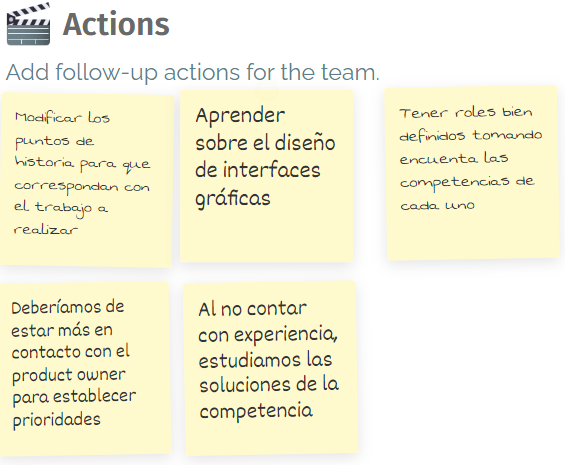 Actions
Add follow-up actions for the team.
Modificar los
puntos de
historia para que
correspondan con
el trabajo a
realizar
Aprender
sobre el diseño
de interfaces
gráficas
Tener roles bien
definidos tomando
encuenta las
competencias de
cada uno
Deberíamos de
estar más en
contacto con el
product owner
para establecer
prioridades
Al no contar
con experiencia,
estudiamos las
soluciones de la
competencia